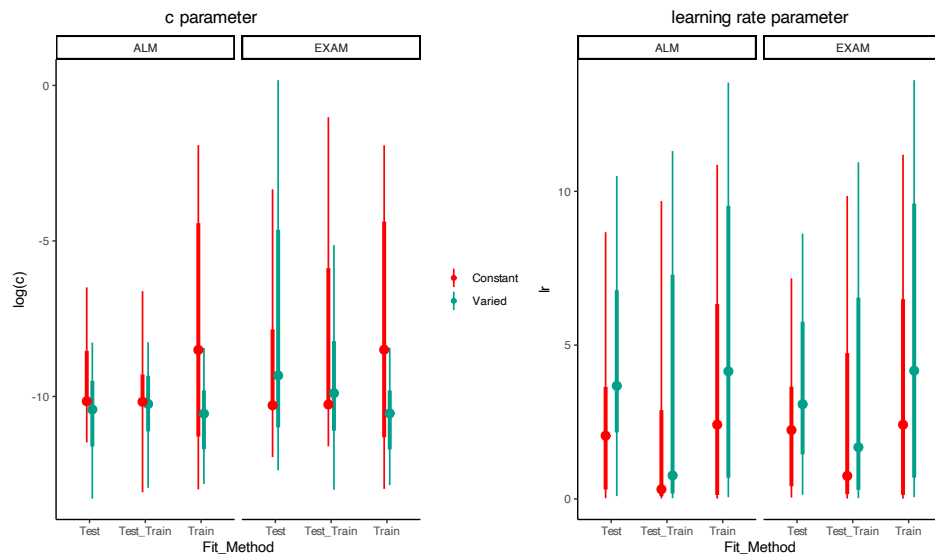 c parameter
learning rate parameter
ALM
EXAM
ALM
EXAM
0
-5
-10
log(c)
Test
Test_Train
Train
Test
Test_Train
Train
Fit_Method
Constant
Varied
10
5
0
lr
Test
Test_Train
Train
Test
Test_Train
Train
Fit_Method